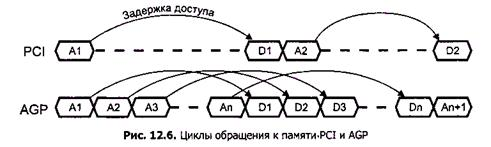 Задержка доступа
PCI A1 D1 A2 D2
AGP A1 A2 A3 An D1 D2 D3 Dn An+1
Рис. 12.6. Циклы обращения к памяти-PCI и AGP